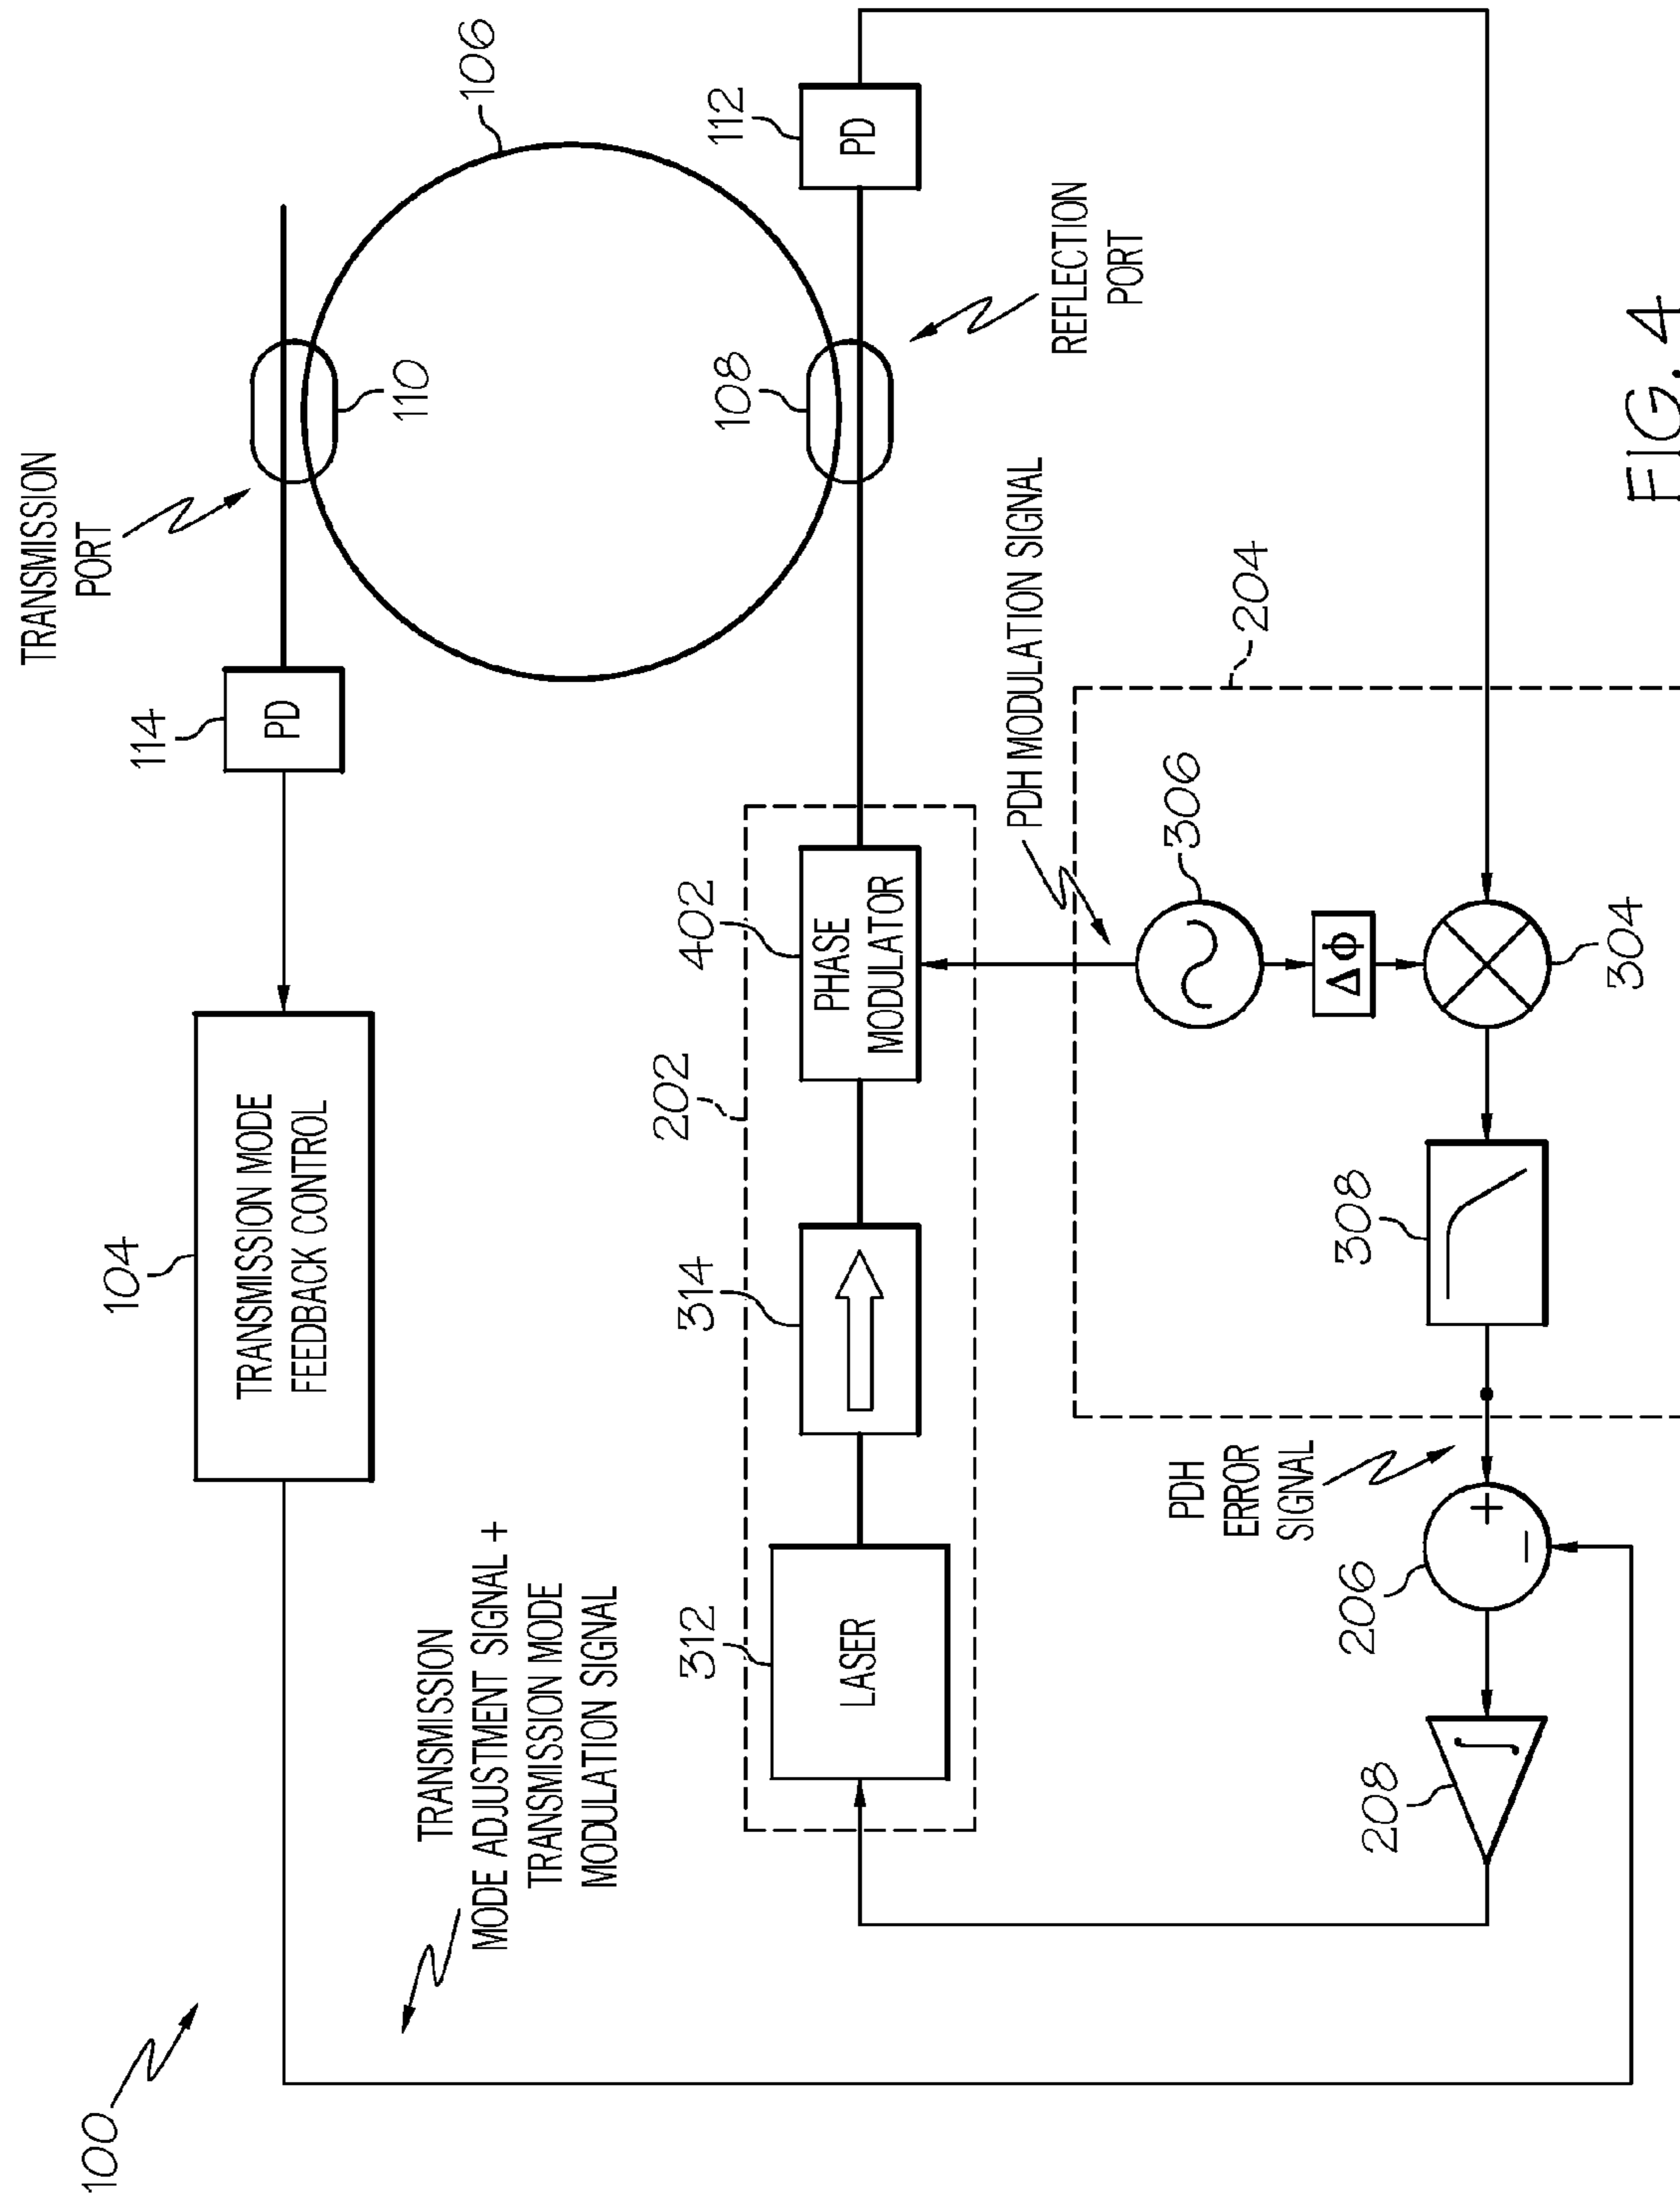 100
TRANSMISSION
MODE ADJUSTMENT SIGNAL +
TRANSMISSION MODE
MODULATION SIGNAL
104
TRANSMISSION MODE
FEEDBACK CONTROL
114
PD
TRANSMISSION
PORT
110
106
312
LASER
314
202
402
PHASE
MODULATOR
108
112
PD
REFLECTION
PORT
PDH MODULATION SIGNAL
204
306
ΔΦ
304
308
PDH
ERROR
SIGNAL
206
+
−
208
∫
FIG. 4